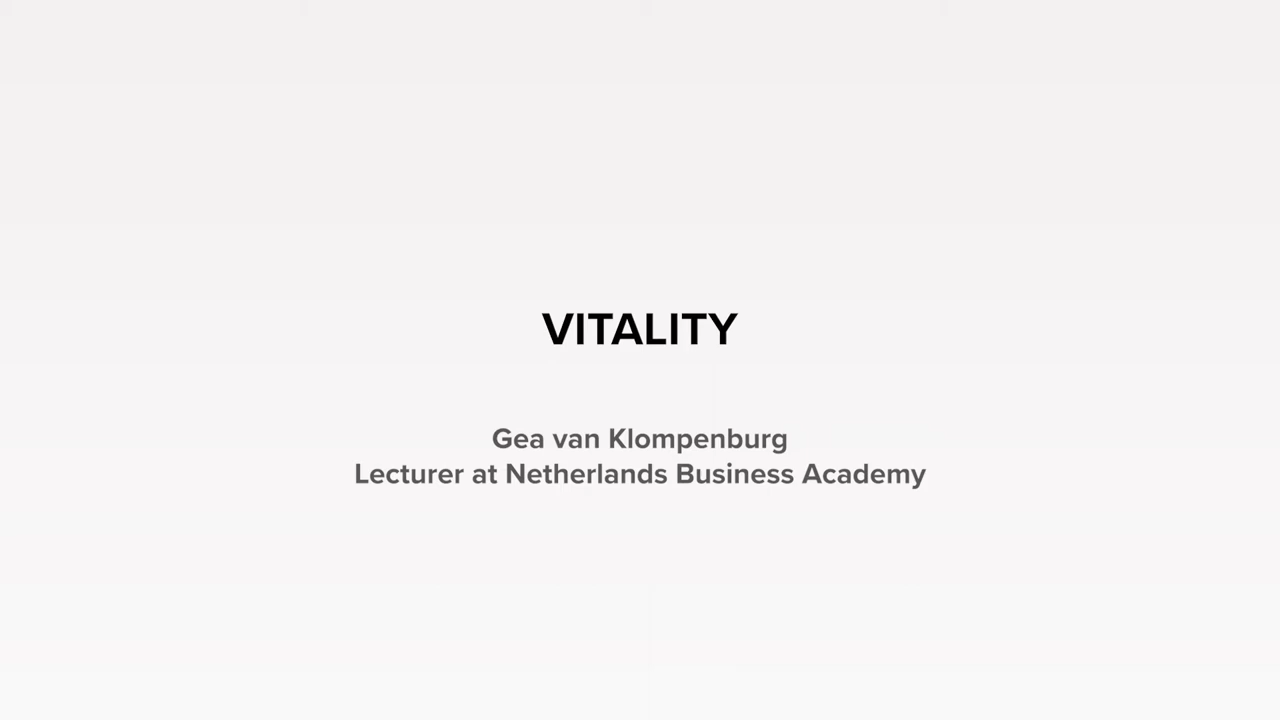 VITALITY
Gea van Klompenburg
Lecturer at Netherlands Business Academy